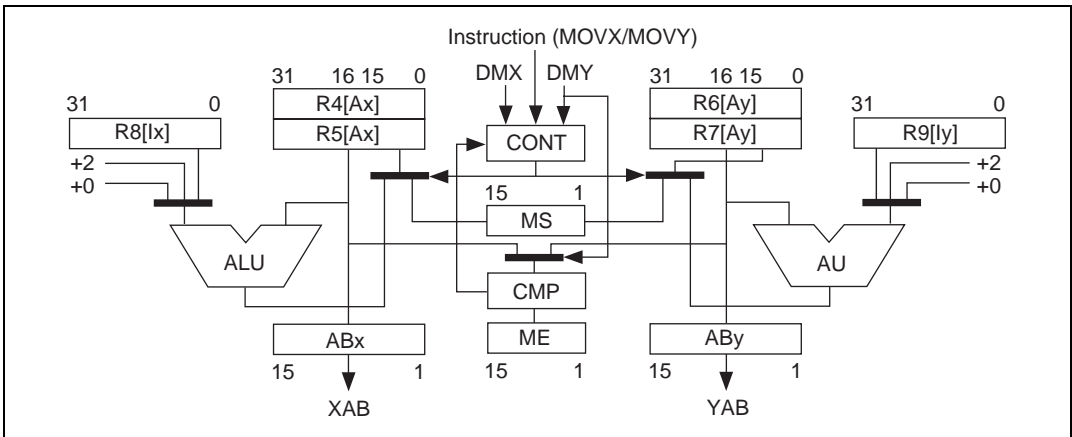 Instruction (MOVX/MOVY)
DMX DMY
31 16 15 0
31 16 15 0
31 0
R4[Ax]
R6[Ay]
31 0
R8[Ix]
R5[Ax]
CONT
R7[Ay]
R9[Iy]
+2
+2
+0
+0
15 1
MS
ALU
AU
CMP
ABx
ME
ABy
15 1
15 1
15 1
XAB
YAB